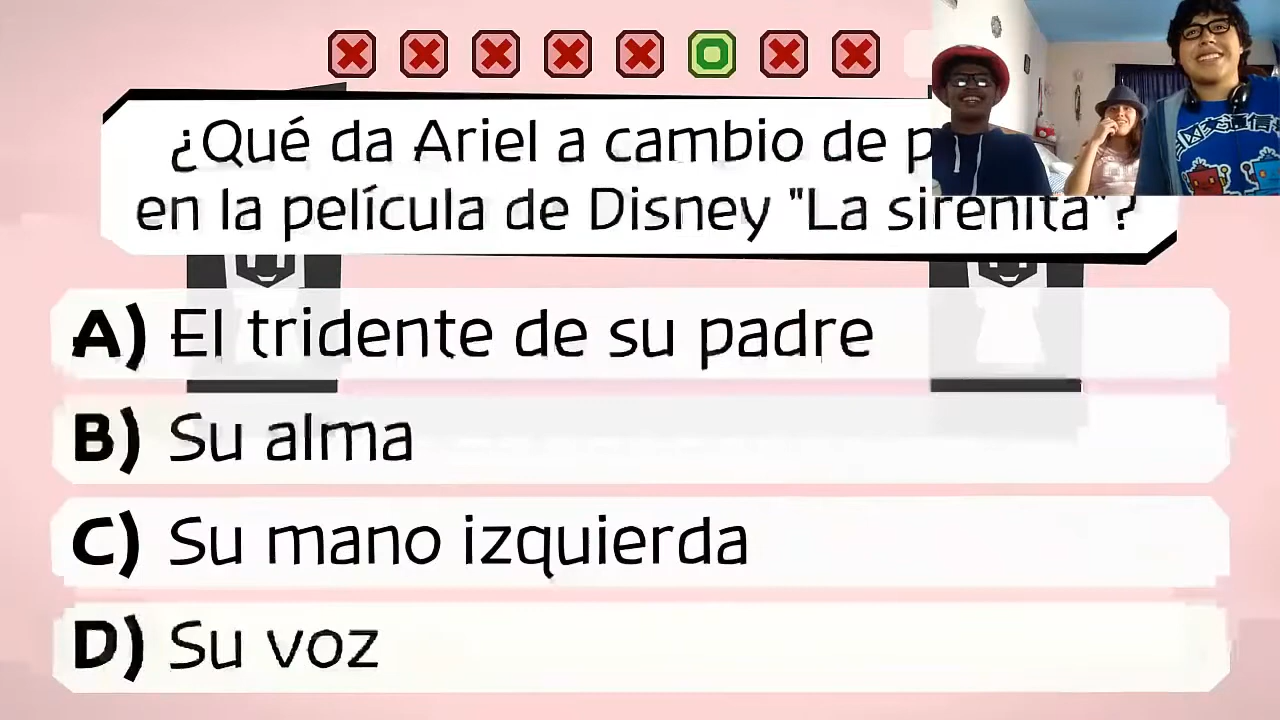 ¿Qué da Ariel a cambio de
en la película de Disney "La sirenita"?
A) El tridente de su padre
B) Su alma
C) Su mano izquierda
D) Su voz